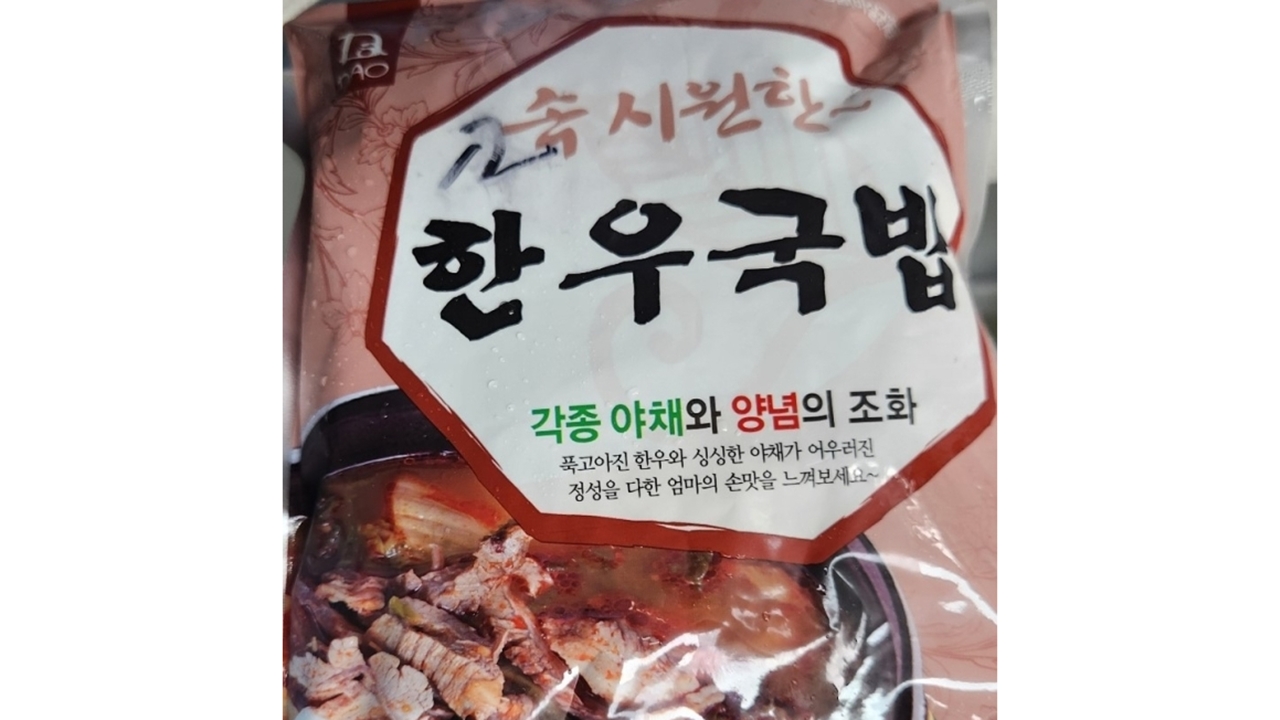 속 시원한~
한우국밥
각종 야채와 양념의 조화
푹고아진 한우와 싱싱한 야채가 어우러진
정성을 다한 엄마의 손맛을 느껴보세요~